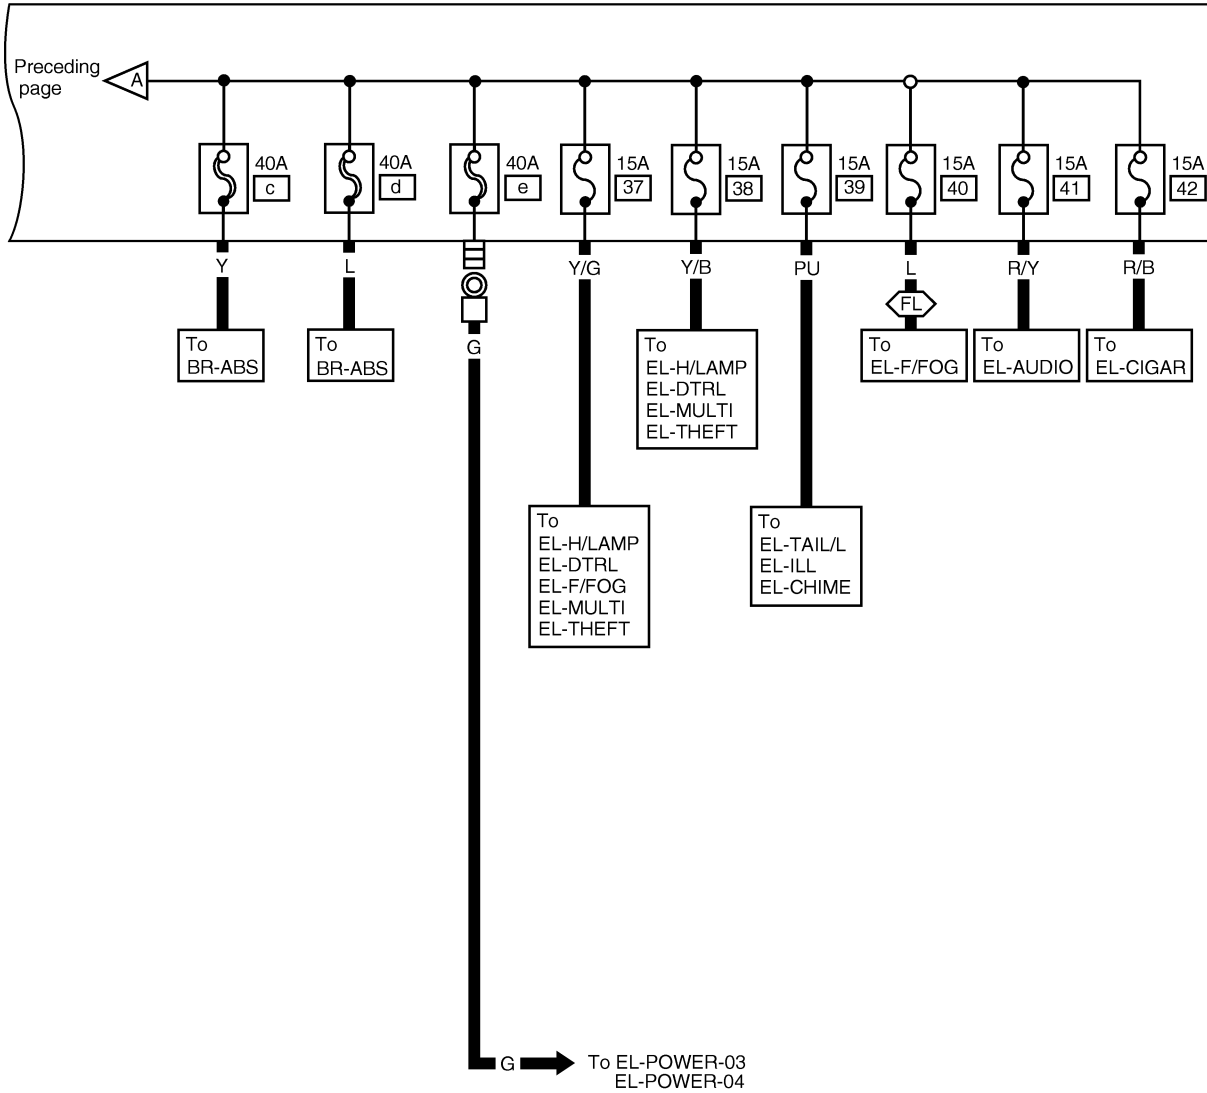 Preceding
page
A
40A
c
40A
d
40A
e
15A
37
15A
38
15A
39
15A
40
15A
41
15A
42
Y
L
Y/G
Y/B
PU
L
R/Y
R/B
FL
G
To
BR-ABS
To
BR-ABS
To
EL-H/LAMP
EL-DTRL
EL-MULTI
EL-THEFT
To
EL-F/FOG
To
EL-AUDIO
To
EL-CIGAR
To
EL-H/LAMP
EL-DTRL
EL-F/FOG
EL-MULTI
EL-THEFT
To
EL-TAIL/L
EL-ILL
EL-CHIME
G
To EL-POWER-03
EL-POWER-04